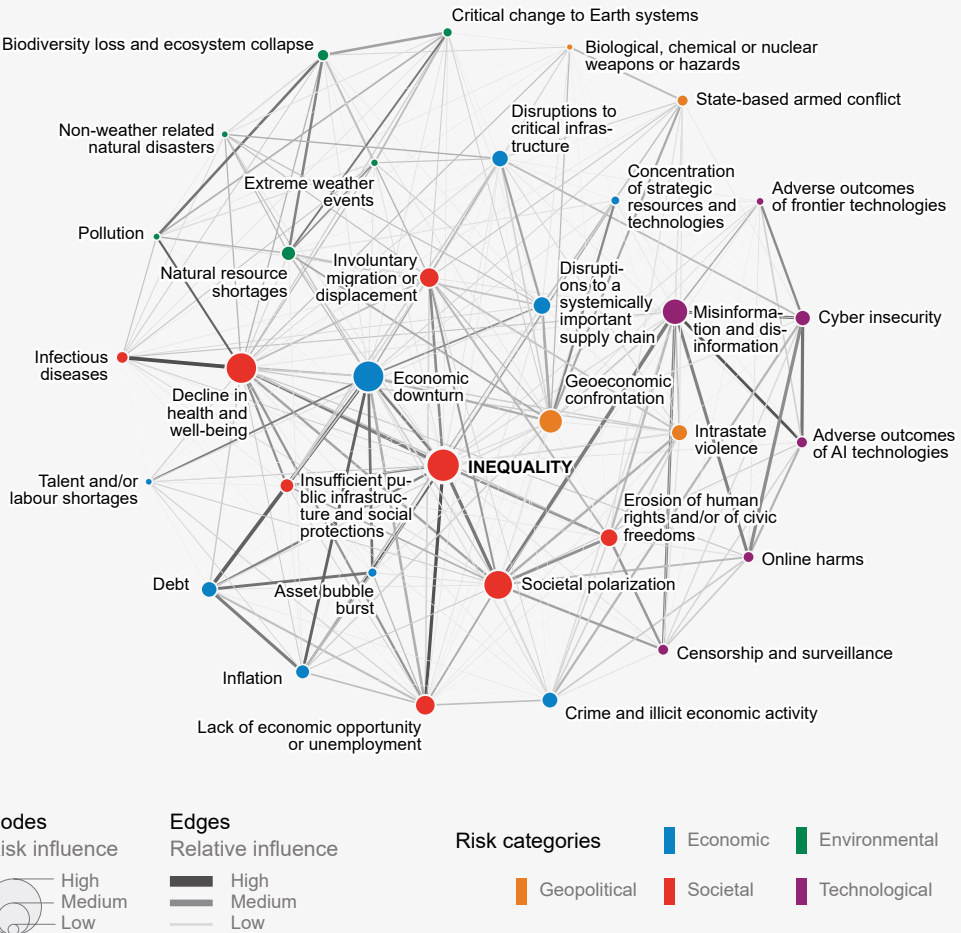 Critical change to Earth systems
Biodiversity loss and ecosystem collapse
Biological, chemical or nuclear
weapons or hazards
State-based armed conflict
Disruptions to
critical infras-
tructure
Non-weather related
natural disasters
Extreme weather
events
Concentration
of strategic
resources and
technologies
Adverse outcomes
of frontier technologies
Pollution
Natural resource
shortages
Involuntary
migration or
displacement
Disrupti-
ons to a
systemically
important
supply chain
Misinforma-
tion and dis-
information
Cyber insecurity
Infectious
diseases
Decline in
health and
well-being
Economic
downturn
Geoeconomic
confrontation
Intrastate
violence
Adverse outcomes
of AI technologies
INEQUALITY
Talent and/or
labour shortages
Insufficient pu-
blic infrastruc-
ture and social
protections
Erosion of human
rights and/or of civic
freedoms
Online harms
Debt
Asset bubble
burst
Societal polarization
Censorship and surveillance
Inflation
Lack of economic opportunity
or unemployment
Crime and illicit economic activity
odes
isk influence
High
Medium
Low
Edges
Relative influence
High
Medium
Low
Risk categories
Economic
Environmental
Geopolitical
Societal
Technological